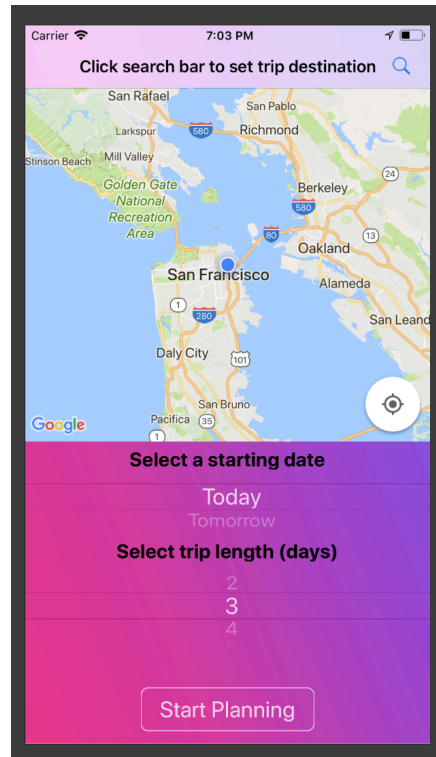 Carrier 7:03 PM
Click search bar to set trip destination
San Rafael
San Pablo
Larkspur
580
Richmond
Stinson Beach
Mill Valley
24
Golden Gate
National
Recreation
Area
Berkeley
580
80
13
Oakland
San Francisco
Alameda
1
280
San Leand
Daly City
101
San Bruno
Pacifica
35
Google
1
Select a starting date
Today
Tomorrow
Select trip length (days)
2
3
4
Start Planning